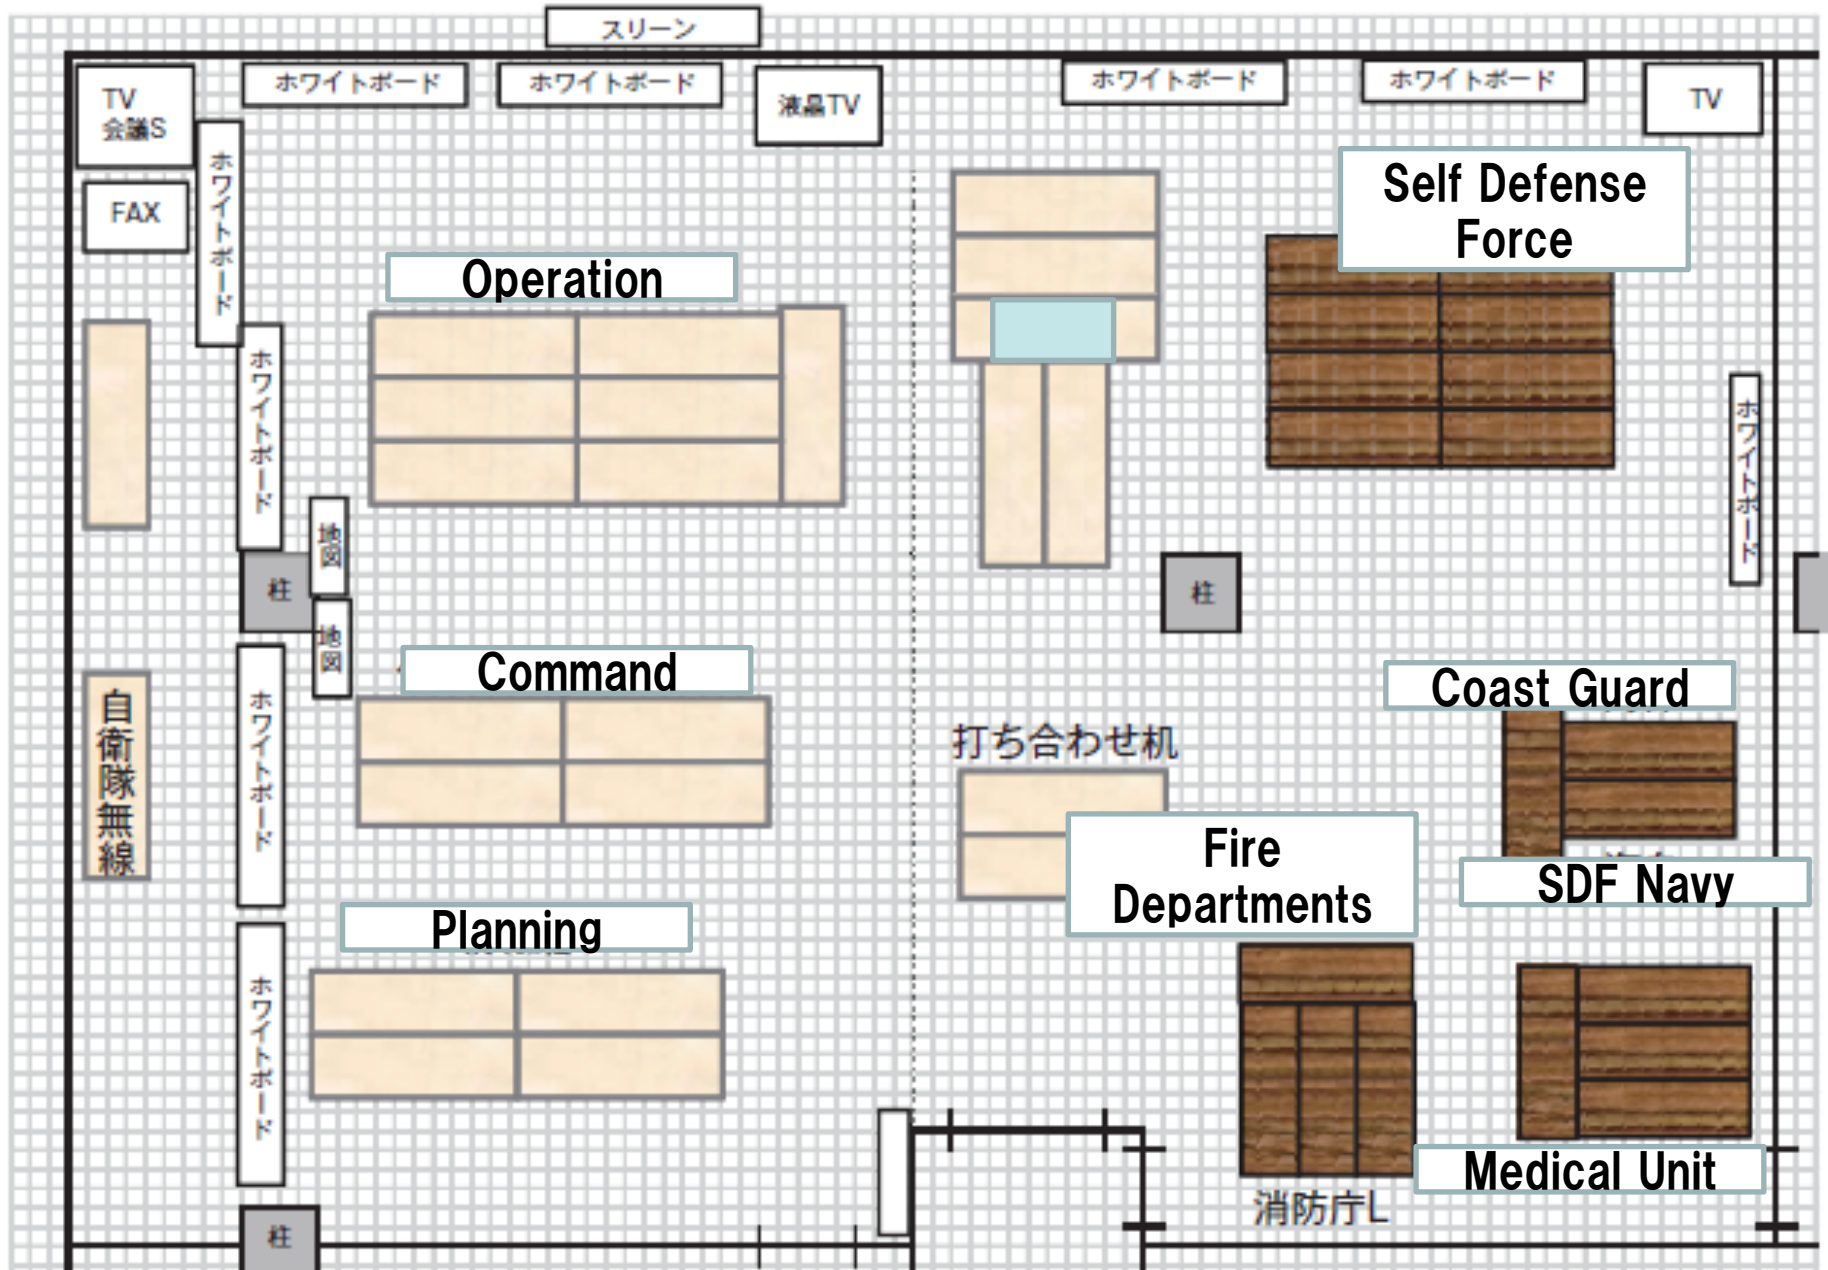 スリーン
TV
会議S
ホワイトボード
ホワイトボード
液晶TV
ホワイトボード
ホワイトボード
TV
FAX
ホワイトボード
Self Defense
Force
Operation
ホワイトボード
ホワイトボード
地図
柱
柱
地図
Command
Coast Guard
自衛隊無線
ホワイトボード
打ち合わせ机
Fire
Departments
SDF Navy
Planning
ホワイトボード
Medical Unit
消防庁L
柱